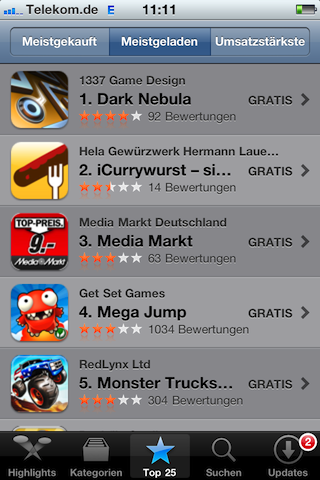 Telekom.de E 11:11
Meistgekauft Meistgeladen Umsatzstärkste
1337 Game Design
1. Dark Nebula GRATIS
92 Bewertungen
Hela Gewürzwerk Hermann Laue...
2. iCurrywurst – si... GRATIS
14 Bewertungen
TOP-PREIS.
9.-
Media Markt
Media Markt Deutschland
3. Media Markt GRATIS
63 Bewertungen
Get Set Games
4. Mega Jump GRATIS
1034 Bewertungen
RedLynx Ltd
5. Monster Trucks... GRATIS
304 Bewertungen
2
Highlights Kategorien Top 25 Suchen Updates